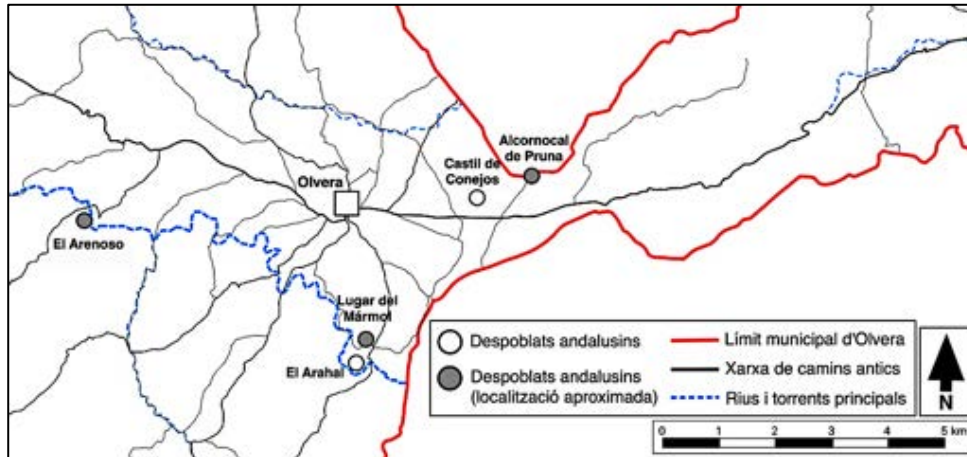 Alcornocal
de Pruna
Castil de
Conejos
Olvera
El Arenoso
Lugar del
Mármol
El Arahal
Despoblats andalusins
Despoblats andalusins
(localització aproximada)
Límit municipal d'Olvera
Xarxa de camins antics
Rius i torrents principals
N
0 1 2 3 4 5 km